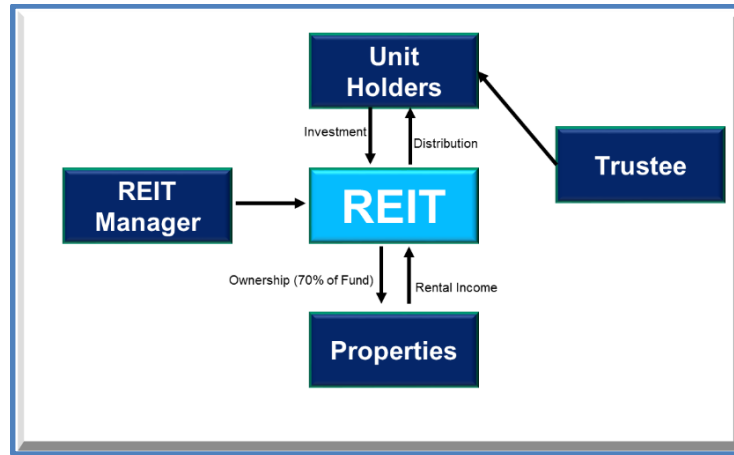 Unit
Holders
Investment
Distribution
Trustee
REIT
Manager
REIT
Ownership (70% of Fund)
Rental Income
Properties